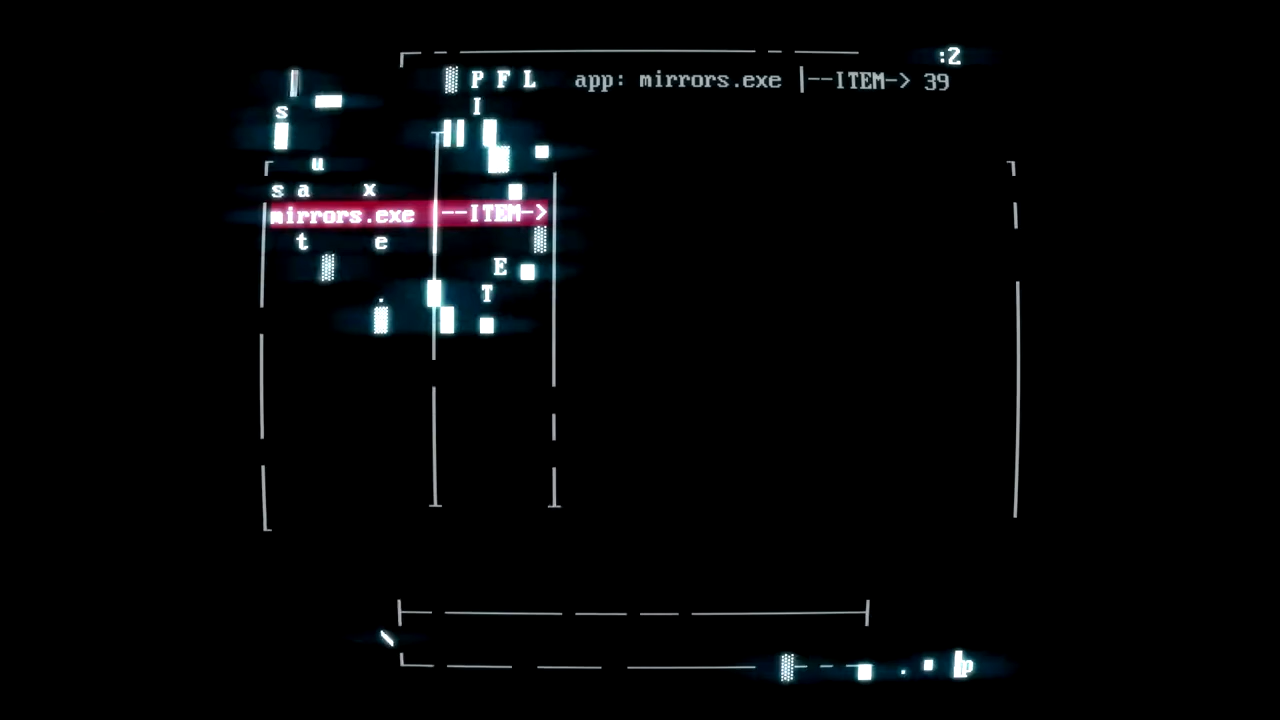 :2
P F L app: mirrors.exe |--ITEM-> 39
I
s
u
s a x
mirrors.exe |--ITEM->
t e
E
T
.
\
. p